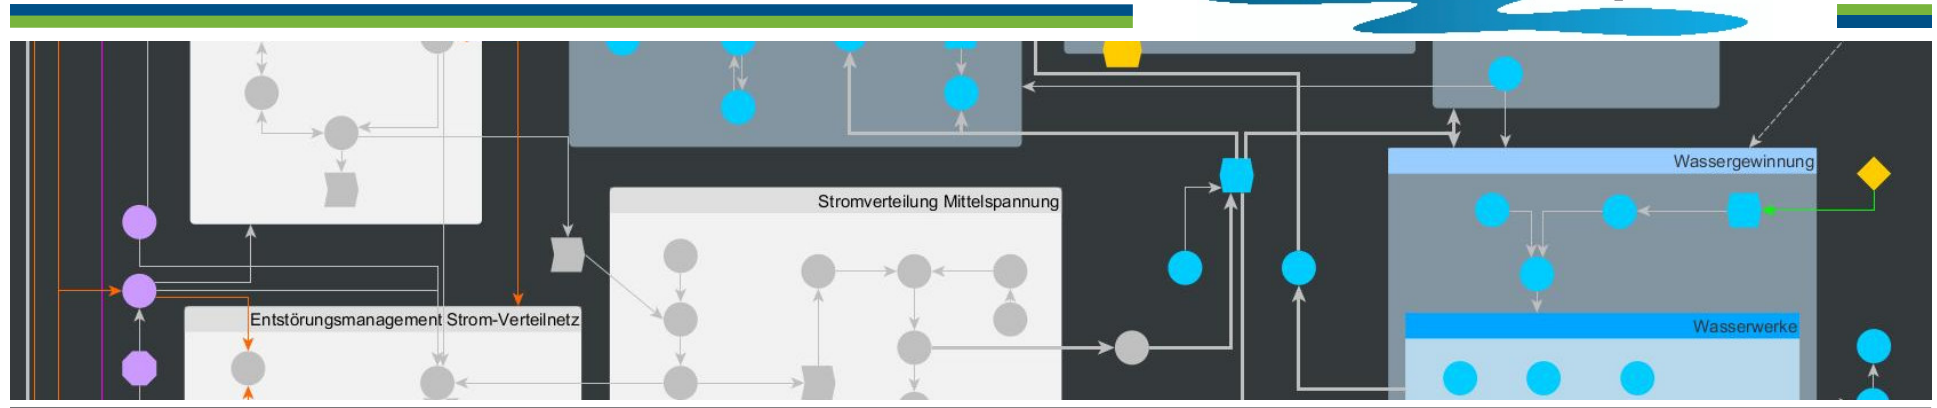 Wassergewinnung
Stromverteilung Mittelspannung
Entstörungsmanagement Strom-Verteilnetz
Wasserwerke